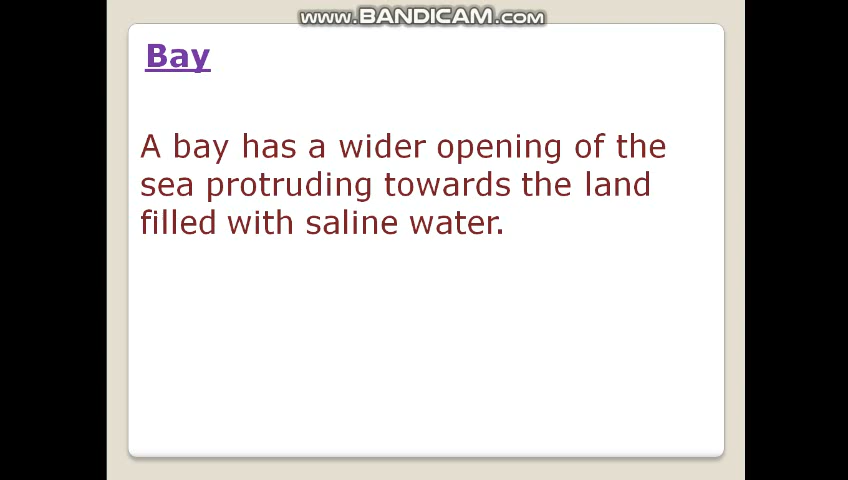 www.BANDICAM.com
Bay
A bay has a wider opening of the
sea protruding towards the land
filled with saline water.